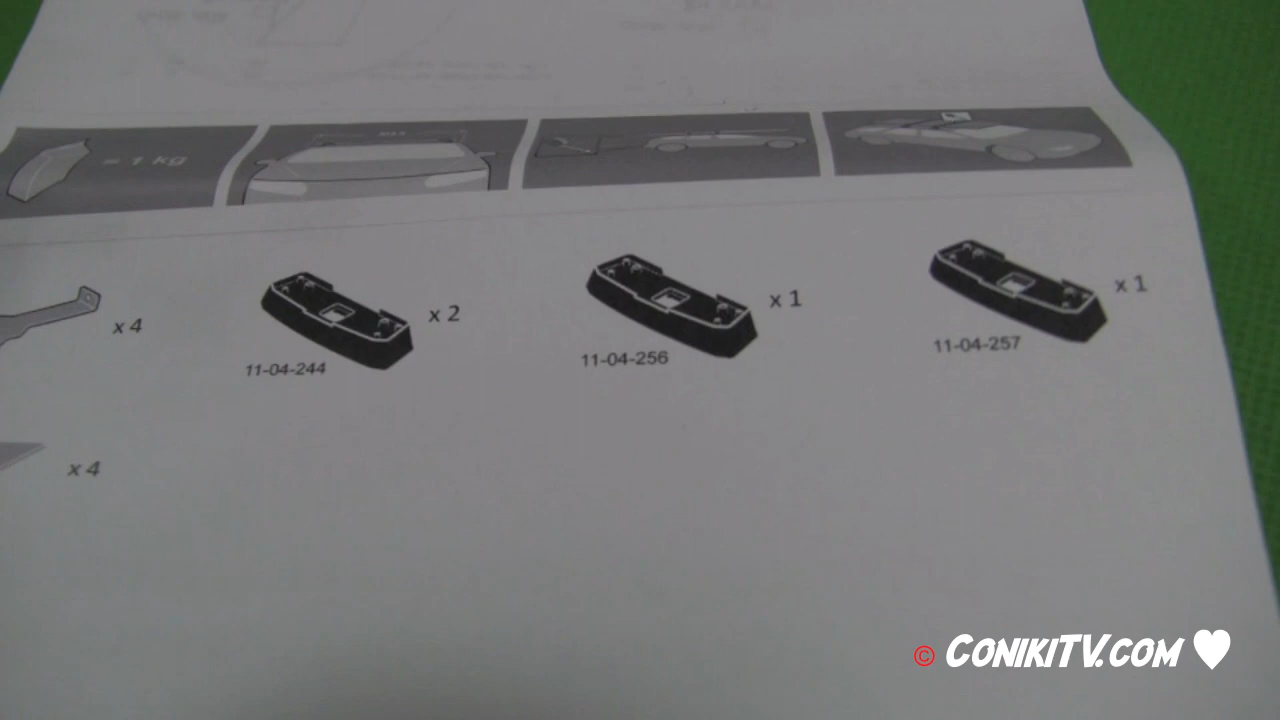 = 1 kg
x 4
x 2
11-04-244
x 1
11-04-256
x 1
11-04-257
x 4
© CONIKITV.COM